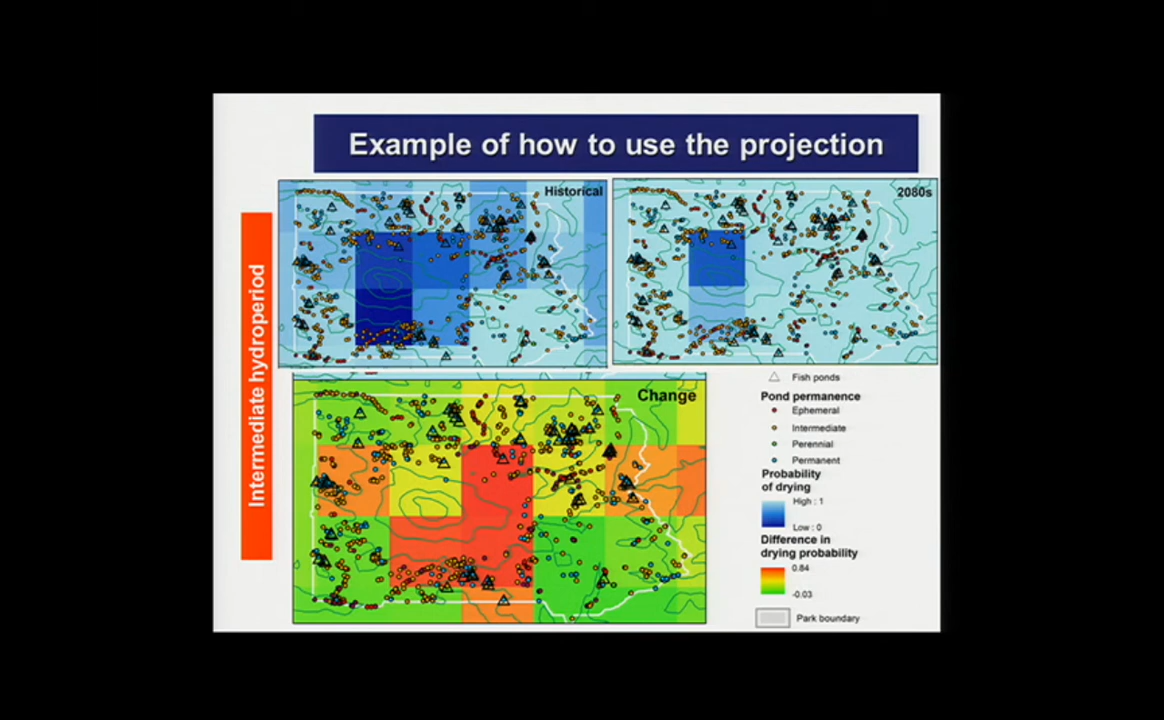 Example of how to use the projection
Intermediate hydroperiod
Historical
2080s
Change
Fish ponds
Pond permanence
Ephemeral
Intermediate
Perennial
Permanent
Probability
of drying
High : 1
Low : 0
Difference in
drying probability
0.84
-0.03
Park boundary